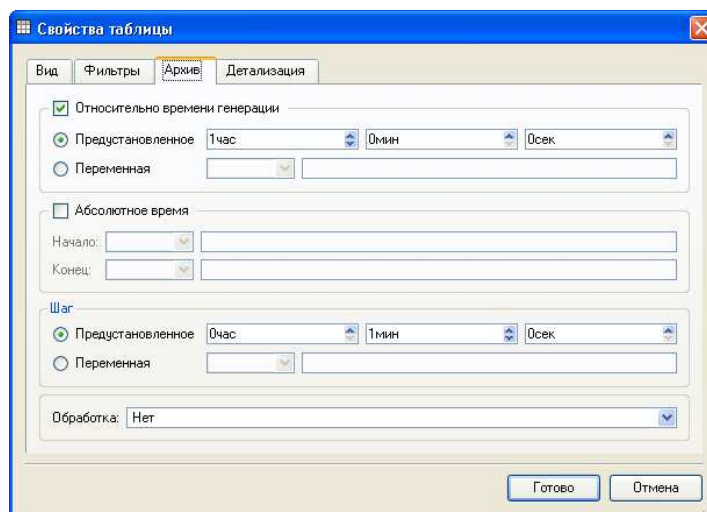 Свойства таблицы
Вид Фильтры Архив Детализация
Относительно времени генерации
Предустановленное 1час 0мин 0сек
Переменная
Абсолютное время
Начало:
Конец:
Шаг
Предустановленное 0час 1мин 0сек
Переменная
Обработка: Нет
Готово Отмена